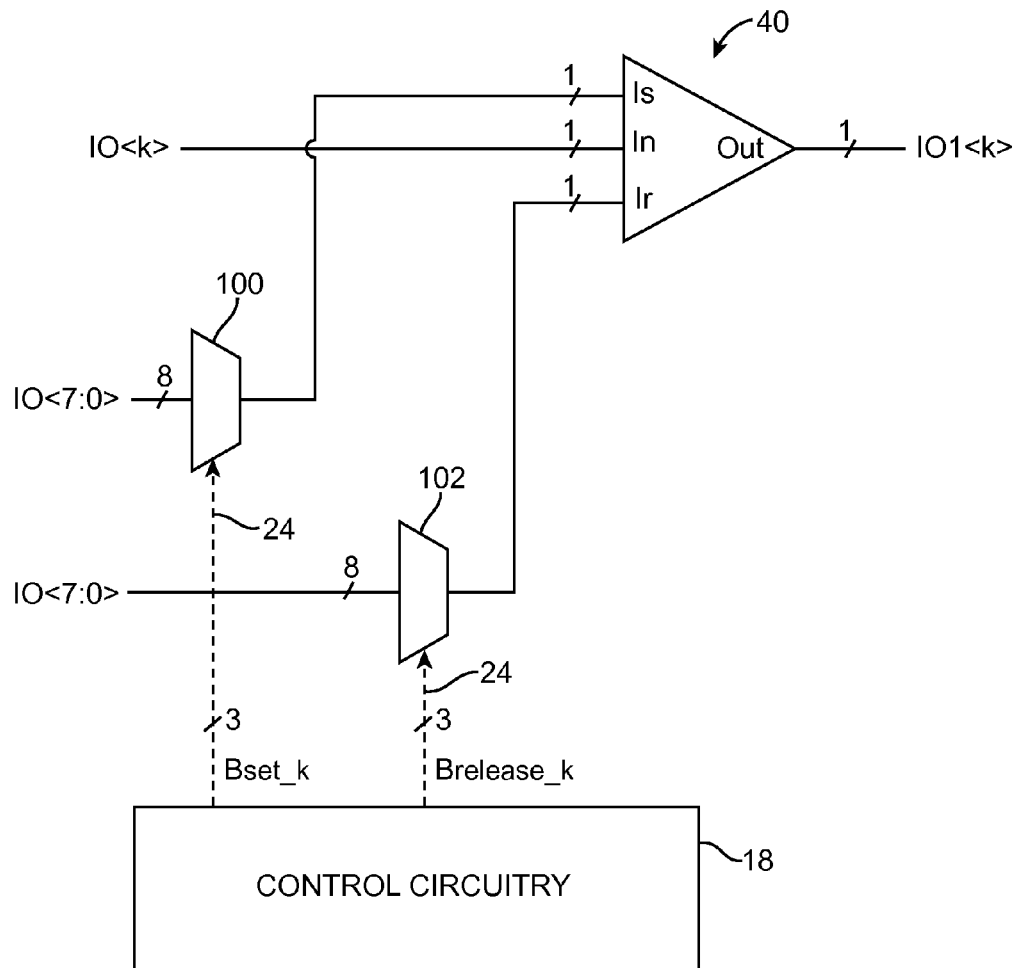 40
1
Is
IO<k>
1
In
Out
1
IO1<k>
1
Ir
100
IO<7:0>
8
102
24
IO<7:0>
8
24
3
3
Bset_k
Brelease_k
18
CONTROL CIRCUITRY